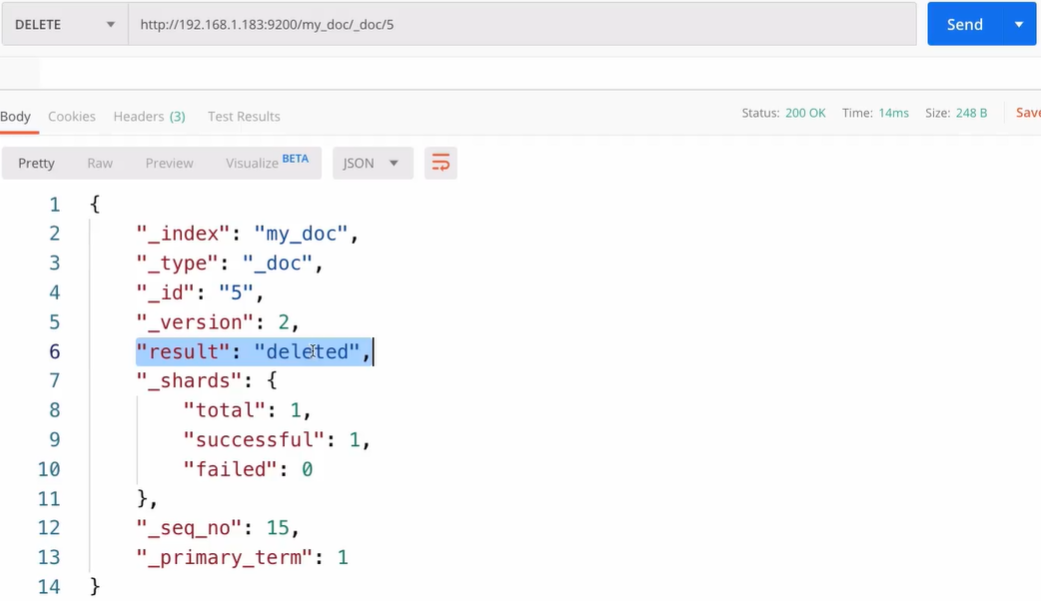 DELETE http://192.168.1.183:9200/my_doc/_doc/5 Send
Body Cookies Headers (3) Test Results Status: 200 OK Time: 14ms Size: 248 B Save
Pretty Raw Preview Visualize BETA JSON
1 {
2 "_index": "my_doc",
3 "_type": "_doc",
4 "_id": "5",
5 "_version": 2,
6 "result": "deleted",
7 "_shards": {
8 "total": 1,
9 "successful": 1,
10 "failed": 0
11 },
12 "_seq_no": 15,
13 "_primary_term": 1
14 }